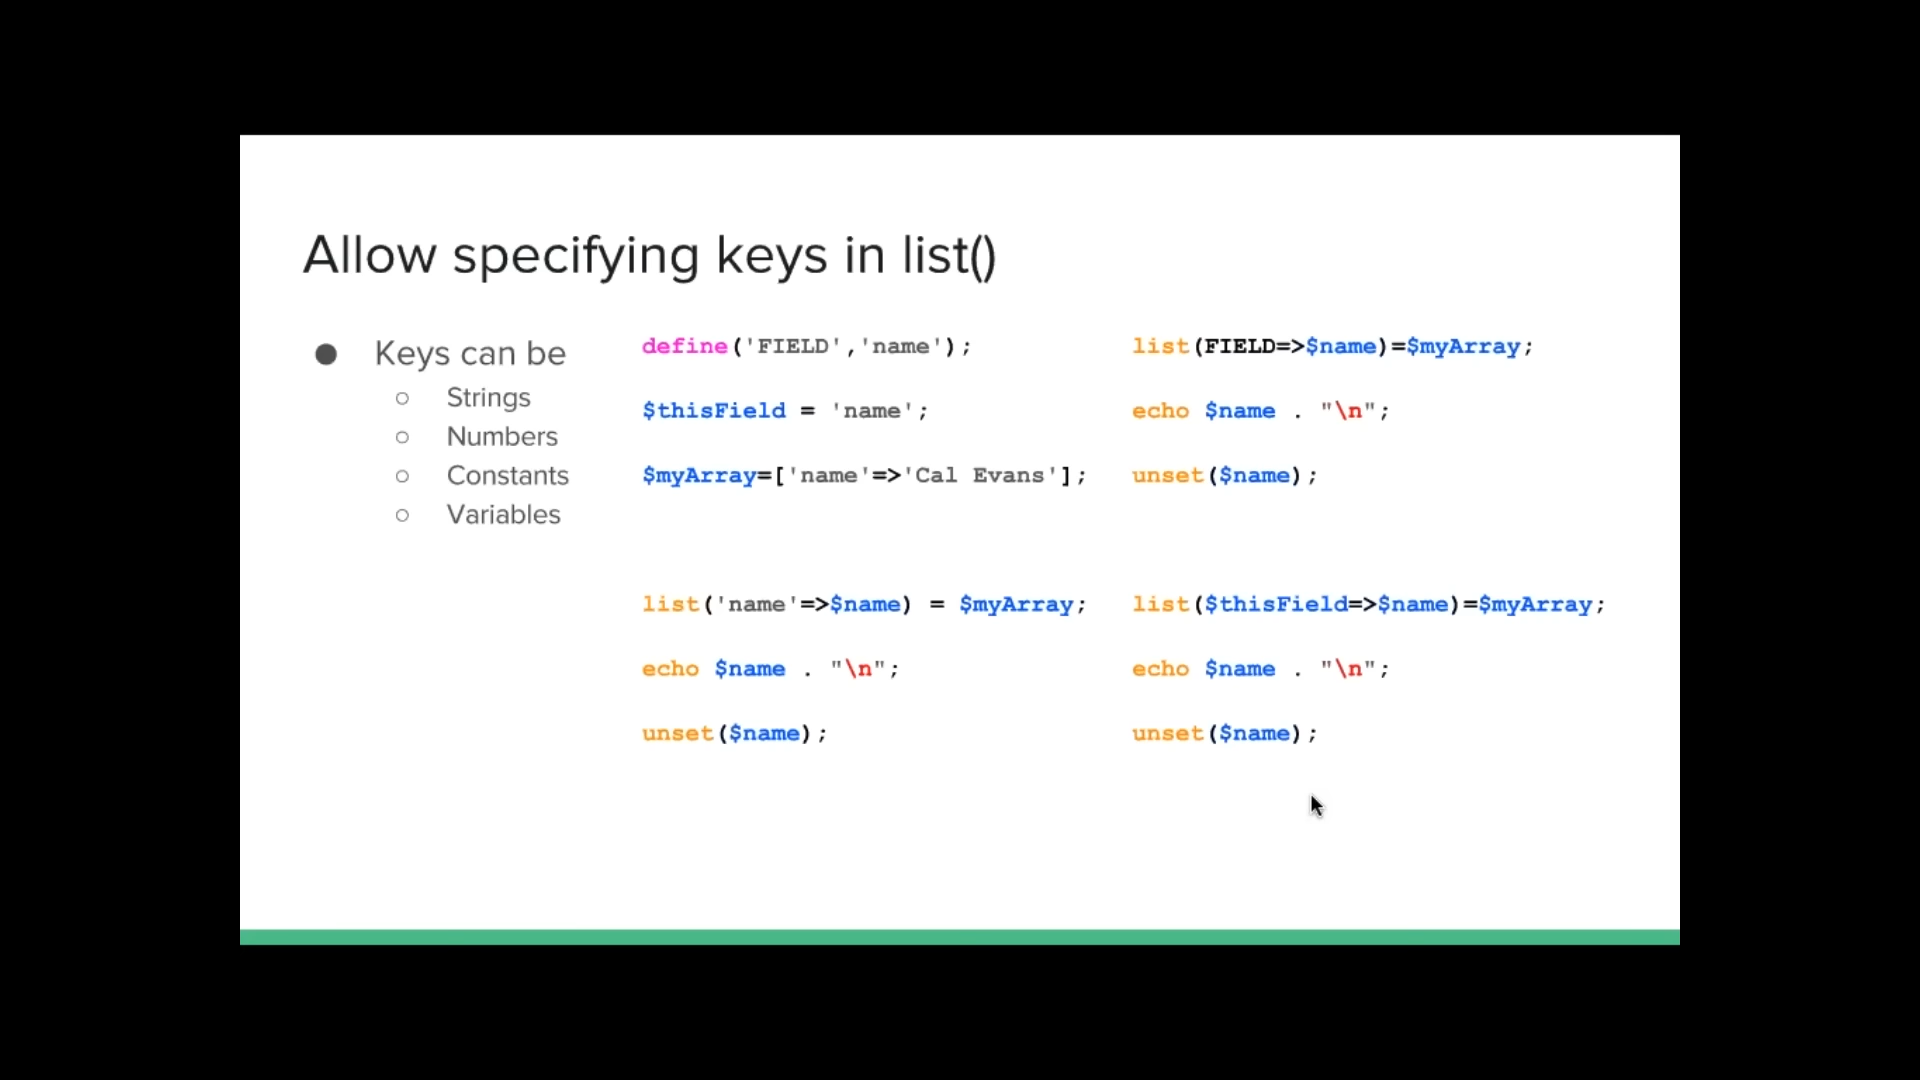 Allow specifying keys in list()
● Keys can be
○ Strings
○ Numbers
○ Constants
○ Variables
define('FIELD','name');
$thisField = 'name';
$myArray=['name'=>'Cal Evans'];
list('name'=>$name) = $myArray;
echo $name . "\n";
unset($name);
list(FIELD=>$name)=$myArray;
echo $name . "\n";
unset($name);
list($thisField=>$name)=$myArray;
echo $name . "\n";
unset($name);